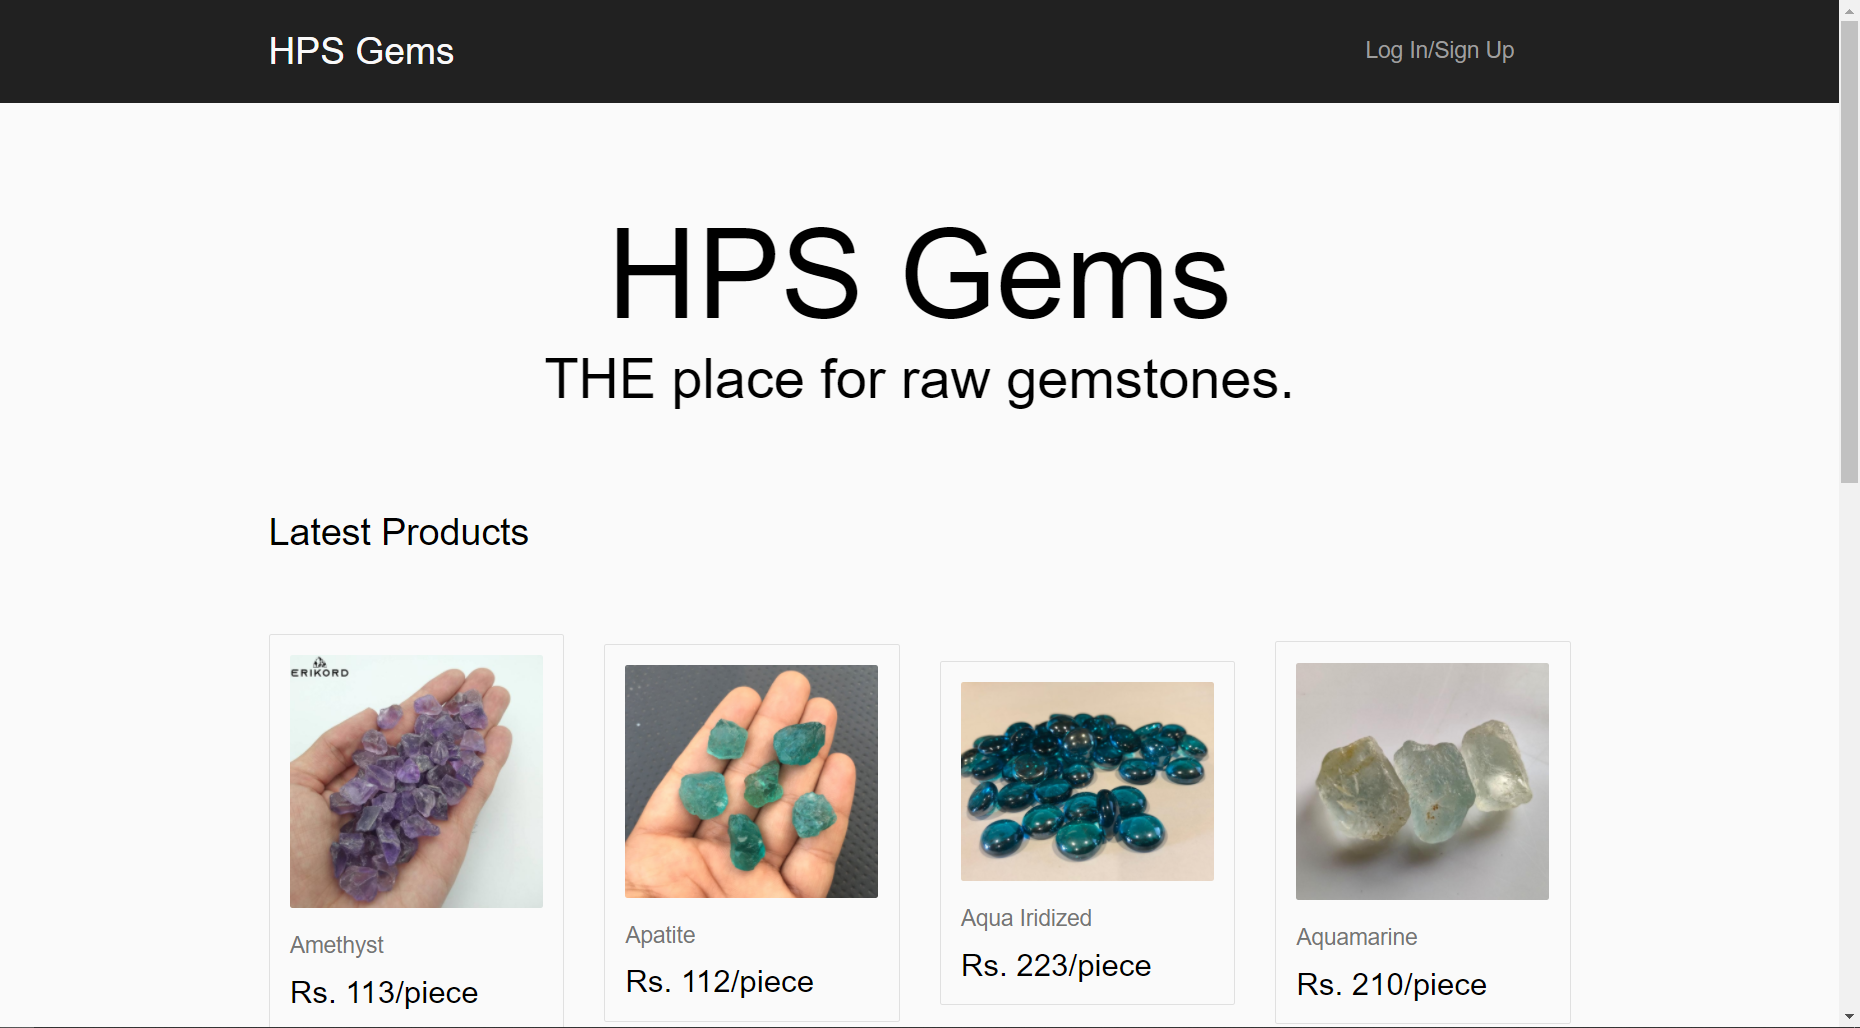 HPS Gems
Log In/Sign Up
HPS Gems
THE place for raw gemstones.
Latest Products
ERIKORD
Amethyst
Rs. 113/piece
Apatite
Rs. 112/piece
Aqua Iridized
Rs. 223/piece
Aquamarine
Rs. 210/piece